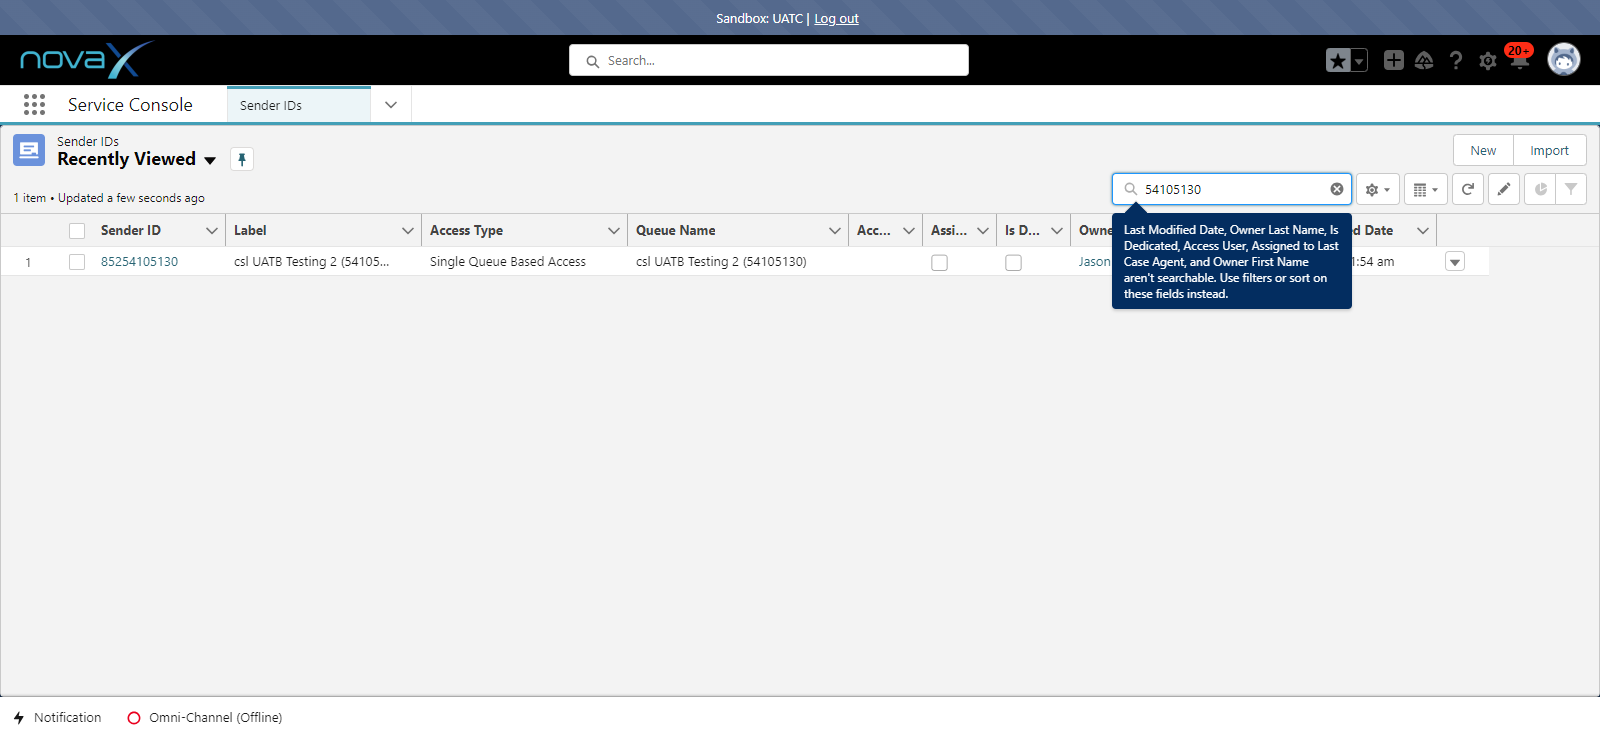 Sandbox: UATC | Log out
novaX
Search...
20+
Service Console
Sender IDs
Sender IDs
Recently Viewed
New
Import
1 item • Updated a few seconds ago
54105130
Sender ID
Label
Access Type
Queue Name
Acc...
Assi...
Is D...
Owne
d Date
1
85254105130
csl UATB Testing 2 (54105...
Single Queue Based Access
csl UATB Testing 2 (54105130)
Jason
1:54 am
Last Modified Date, Owner Last Name, Is
Dedicated, Access User, Assigned to Last
Case Agent, and Owner First Name
aren't searchable. Use filters or sort on
these fields instead.
Notification
Omni-Channel (Offline)